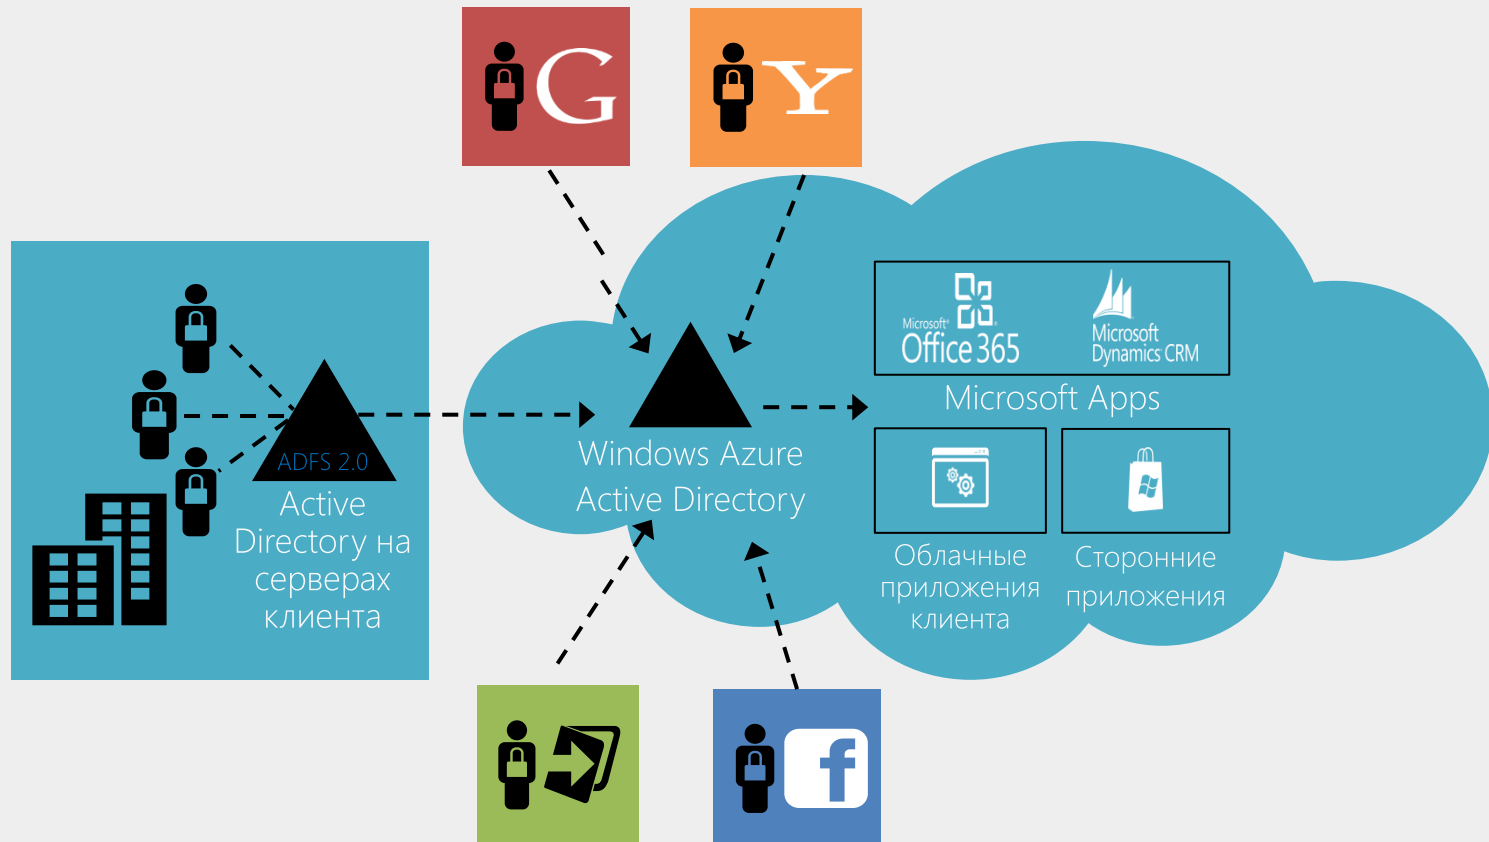 G
Y
Microsoft
Office 365
Microsoft
Dynamics CRM
Microsoft Apps
ADFS 2.0
Active
Directory на
серверах
клиента
Windows Azure
Active Directory
Облачные
приложения
клиента
Сторонние
приложения
f